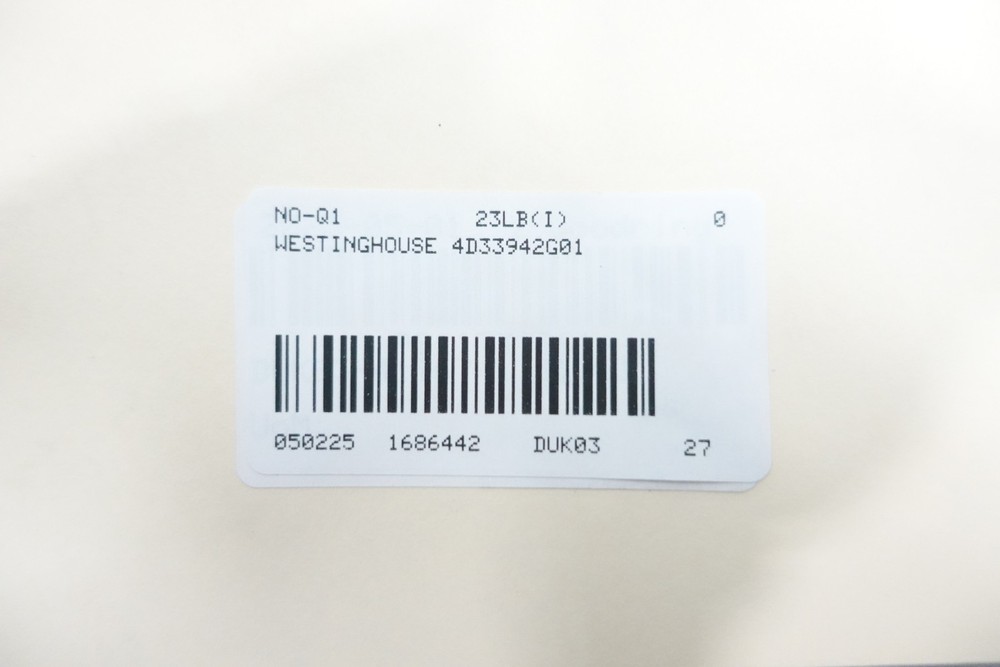 NO-Q1 23LB(I) 0
WESTINGHOUSE 4D33942G01
050225 1686442 DUK03 27